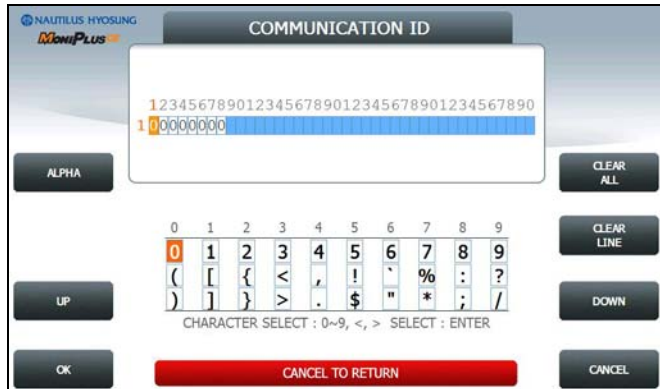 NAUTILUS HYOSUNG
MoniPlus CE
COMMUNICATION ID
1234567890123456789012345678901234567890
1 00000000
ALPHA
CLEAR ALL
0 1 2 3 4 5 6 7 8 9
0 1 2 3 4 5 6 7 8 9
( [ { < , ! ` % : ?
) ] } > . $ " * ; /
CLEAR LINE
UP
DOWN
CHARACTER SELECT : 0~9, <, > SELECT : ENTER
OK
CANCEL TO RETURN
CANCEL